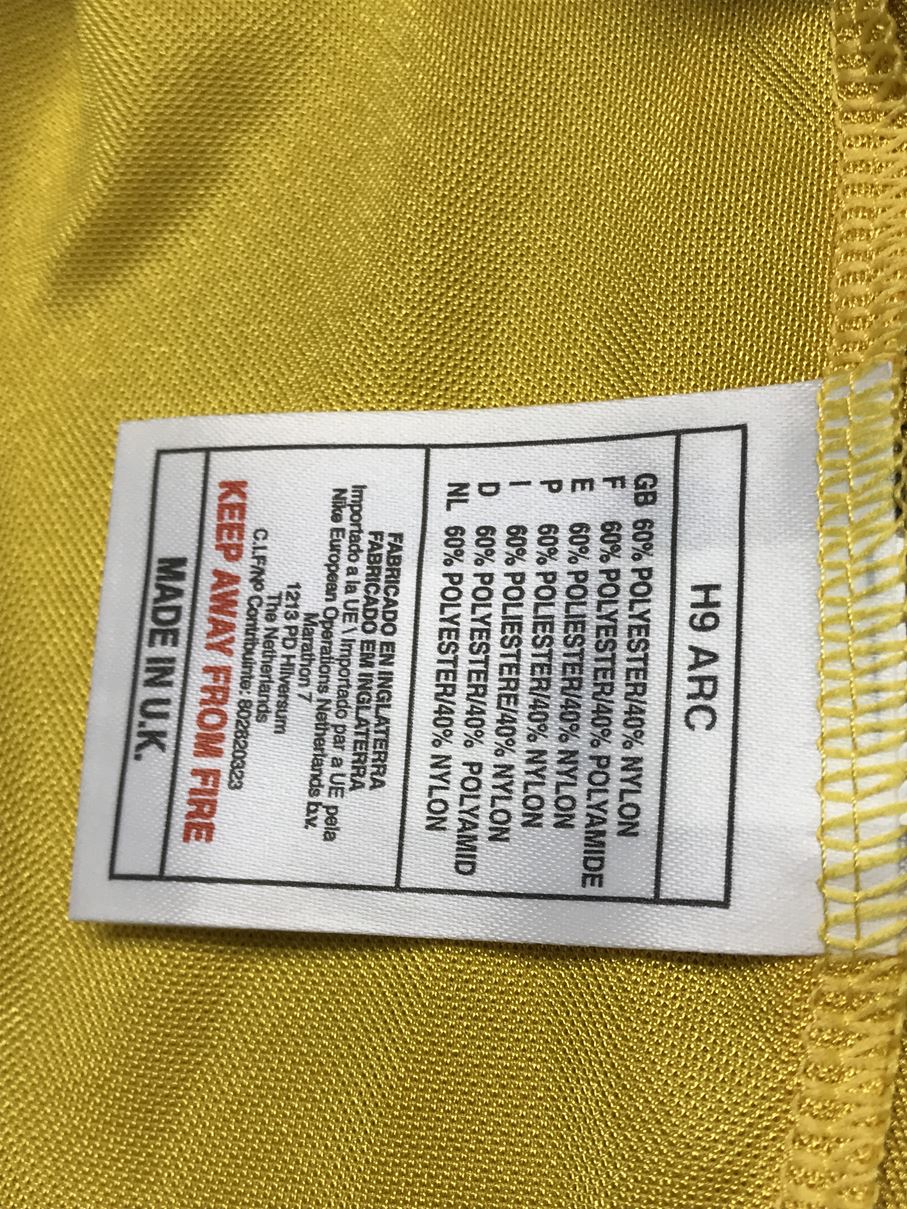 H9 ARC
GB 60% POLYESTER/40% NYLON
F 60% POLYESTER/40% POLYAMIDE
E 60% POLIESTER/40% NYLON
P 60% POLIESTER/40% NYLON
I 60% POLIESTERE/40% NYLON
D 60% POLYESTER/40% POLYAMID
NL 60% POLYESTER/40% NYLON
FABRICADO EN INGLATERRA
FABRICADO EM INGLATERRA
Importado a la UE \ Importado par a UE pela
Nike European Operations Netherlands b.v.
Marathon 7
1213 PD Hilversum
The Netherlands
C.I.F/Nº Contribuinte: 802820323
KEEP AWAY FROM FIRE
MADE IN U.K.